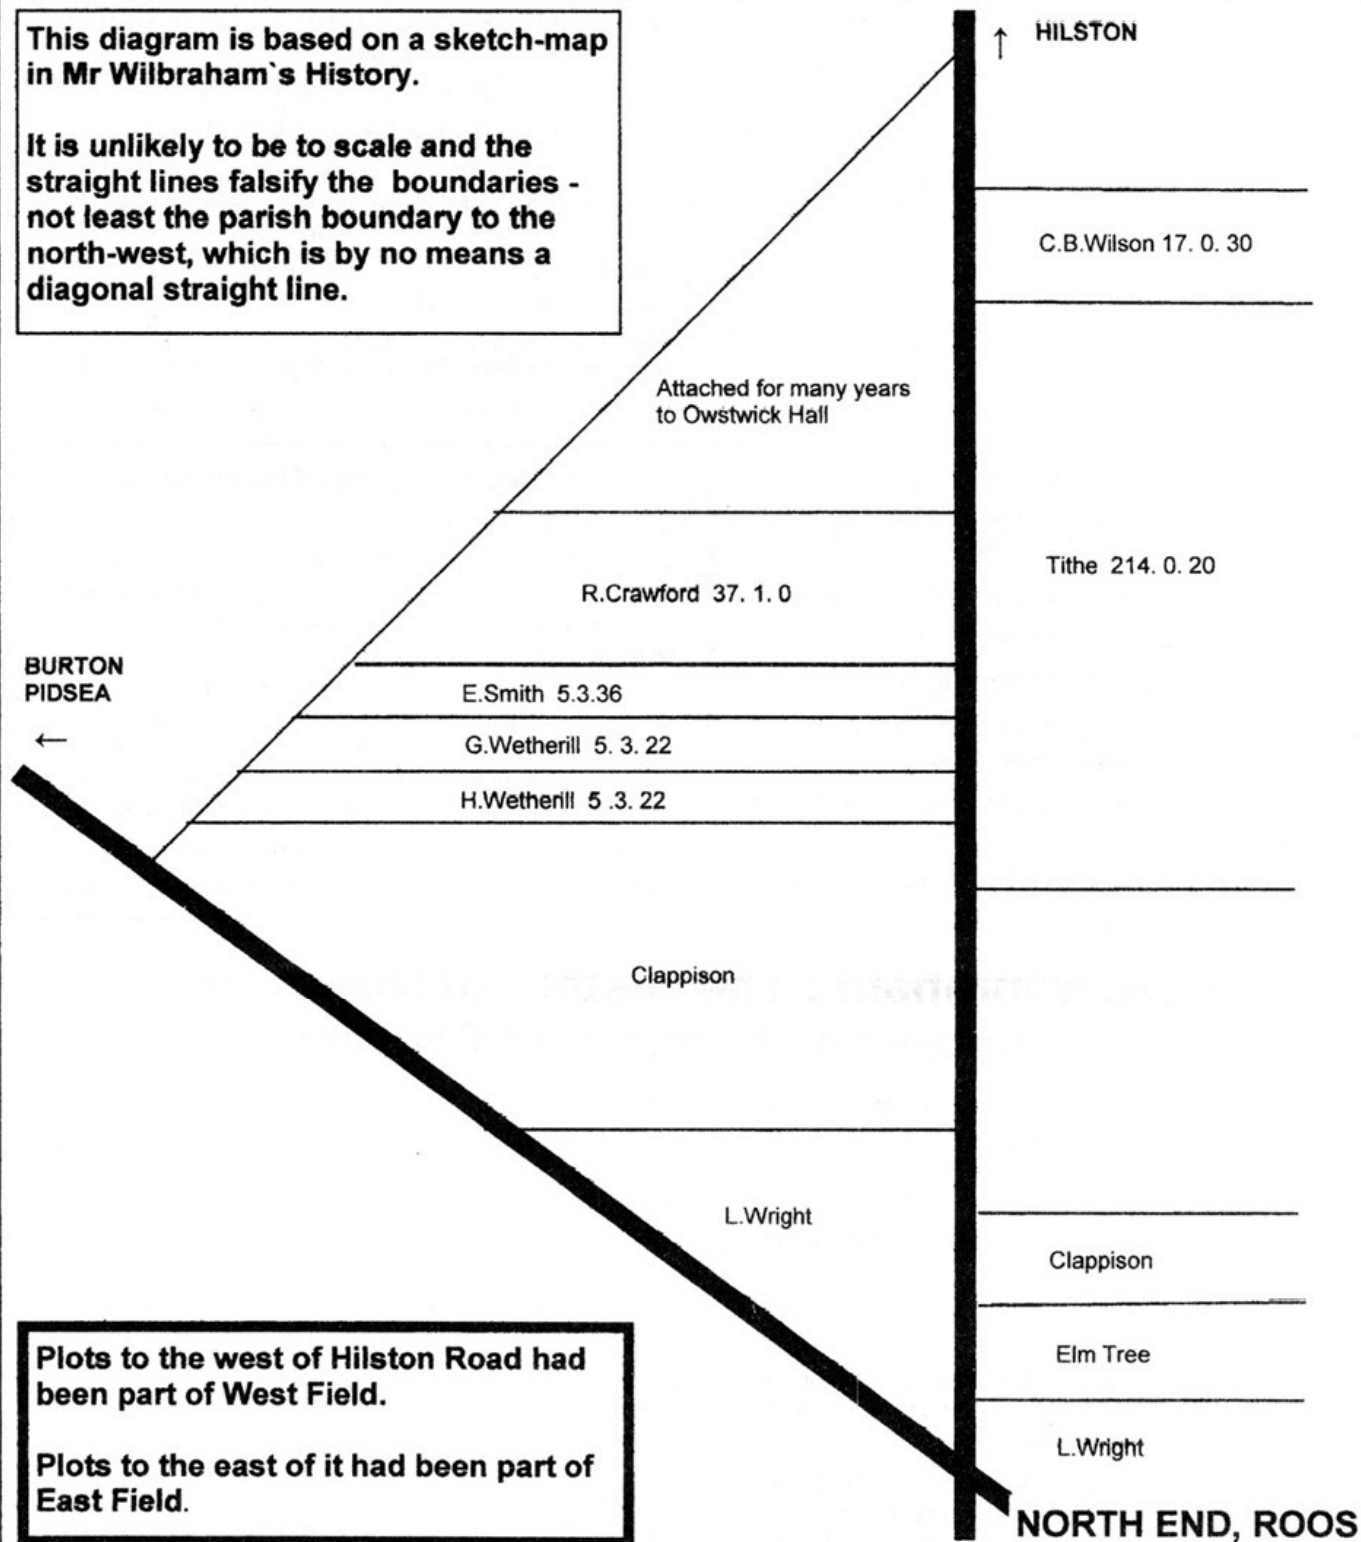 This diagram is based on a sketch-map
in Mr Wilbraham`s History.
It is unlikely to be to scale and the
straight lines falsify the boundaries -
not least the parish boundary to the
north-west, which is by no means a
diagonal straight line.
↑ HILSTON
C.B.Wilson 17. 0. 30
Attached for many years
to Owstwick Hall
Tithe 214. 0. 20
R.Crawford 37. 1. 0
BURTON
PIDSEA
←
E.Smith 5.3.36
G.Wetherill 5. 3. 22
H.Wetherill 5 .3. 22
Clappison
L.Wright
Clappison
Elm Tree
L.Wright
Plots to the west of Hilston Road had
been part of West Field.
Plots to the east of it had been part of
East Field.
NORTH END, ROOS